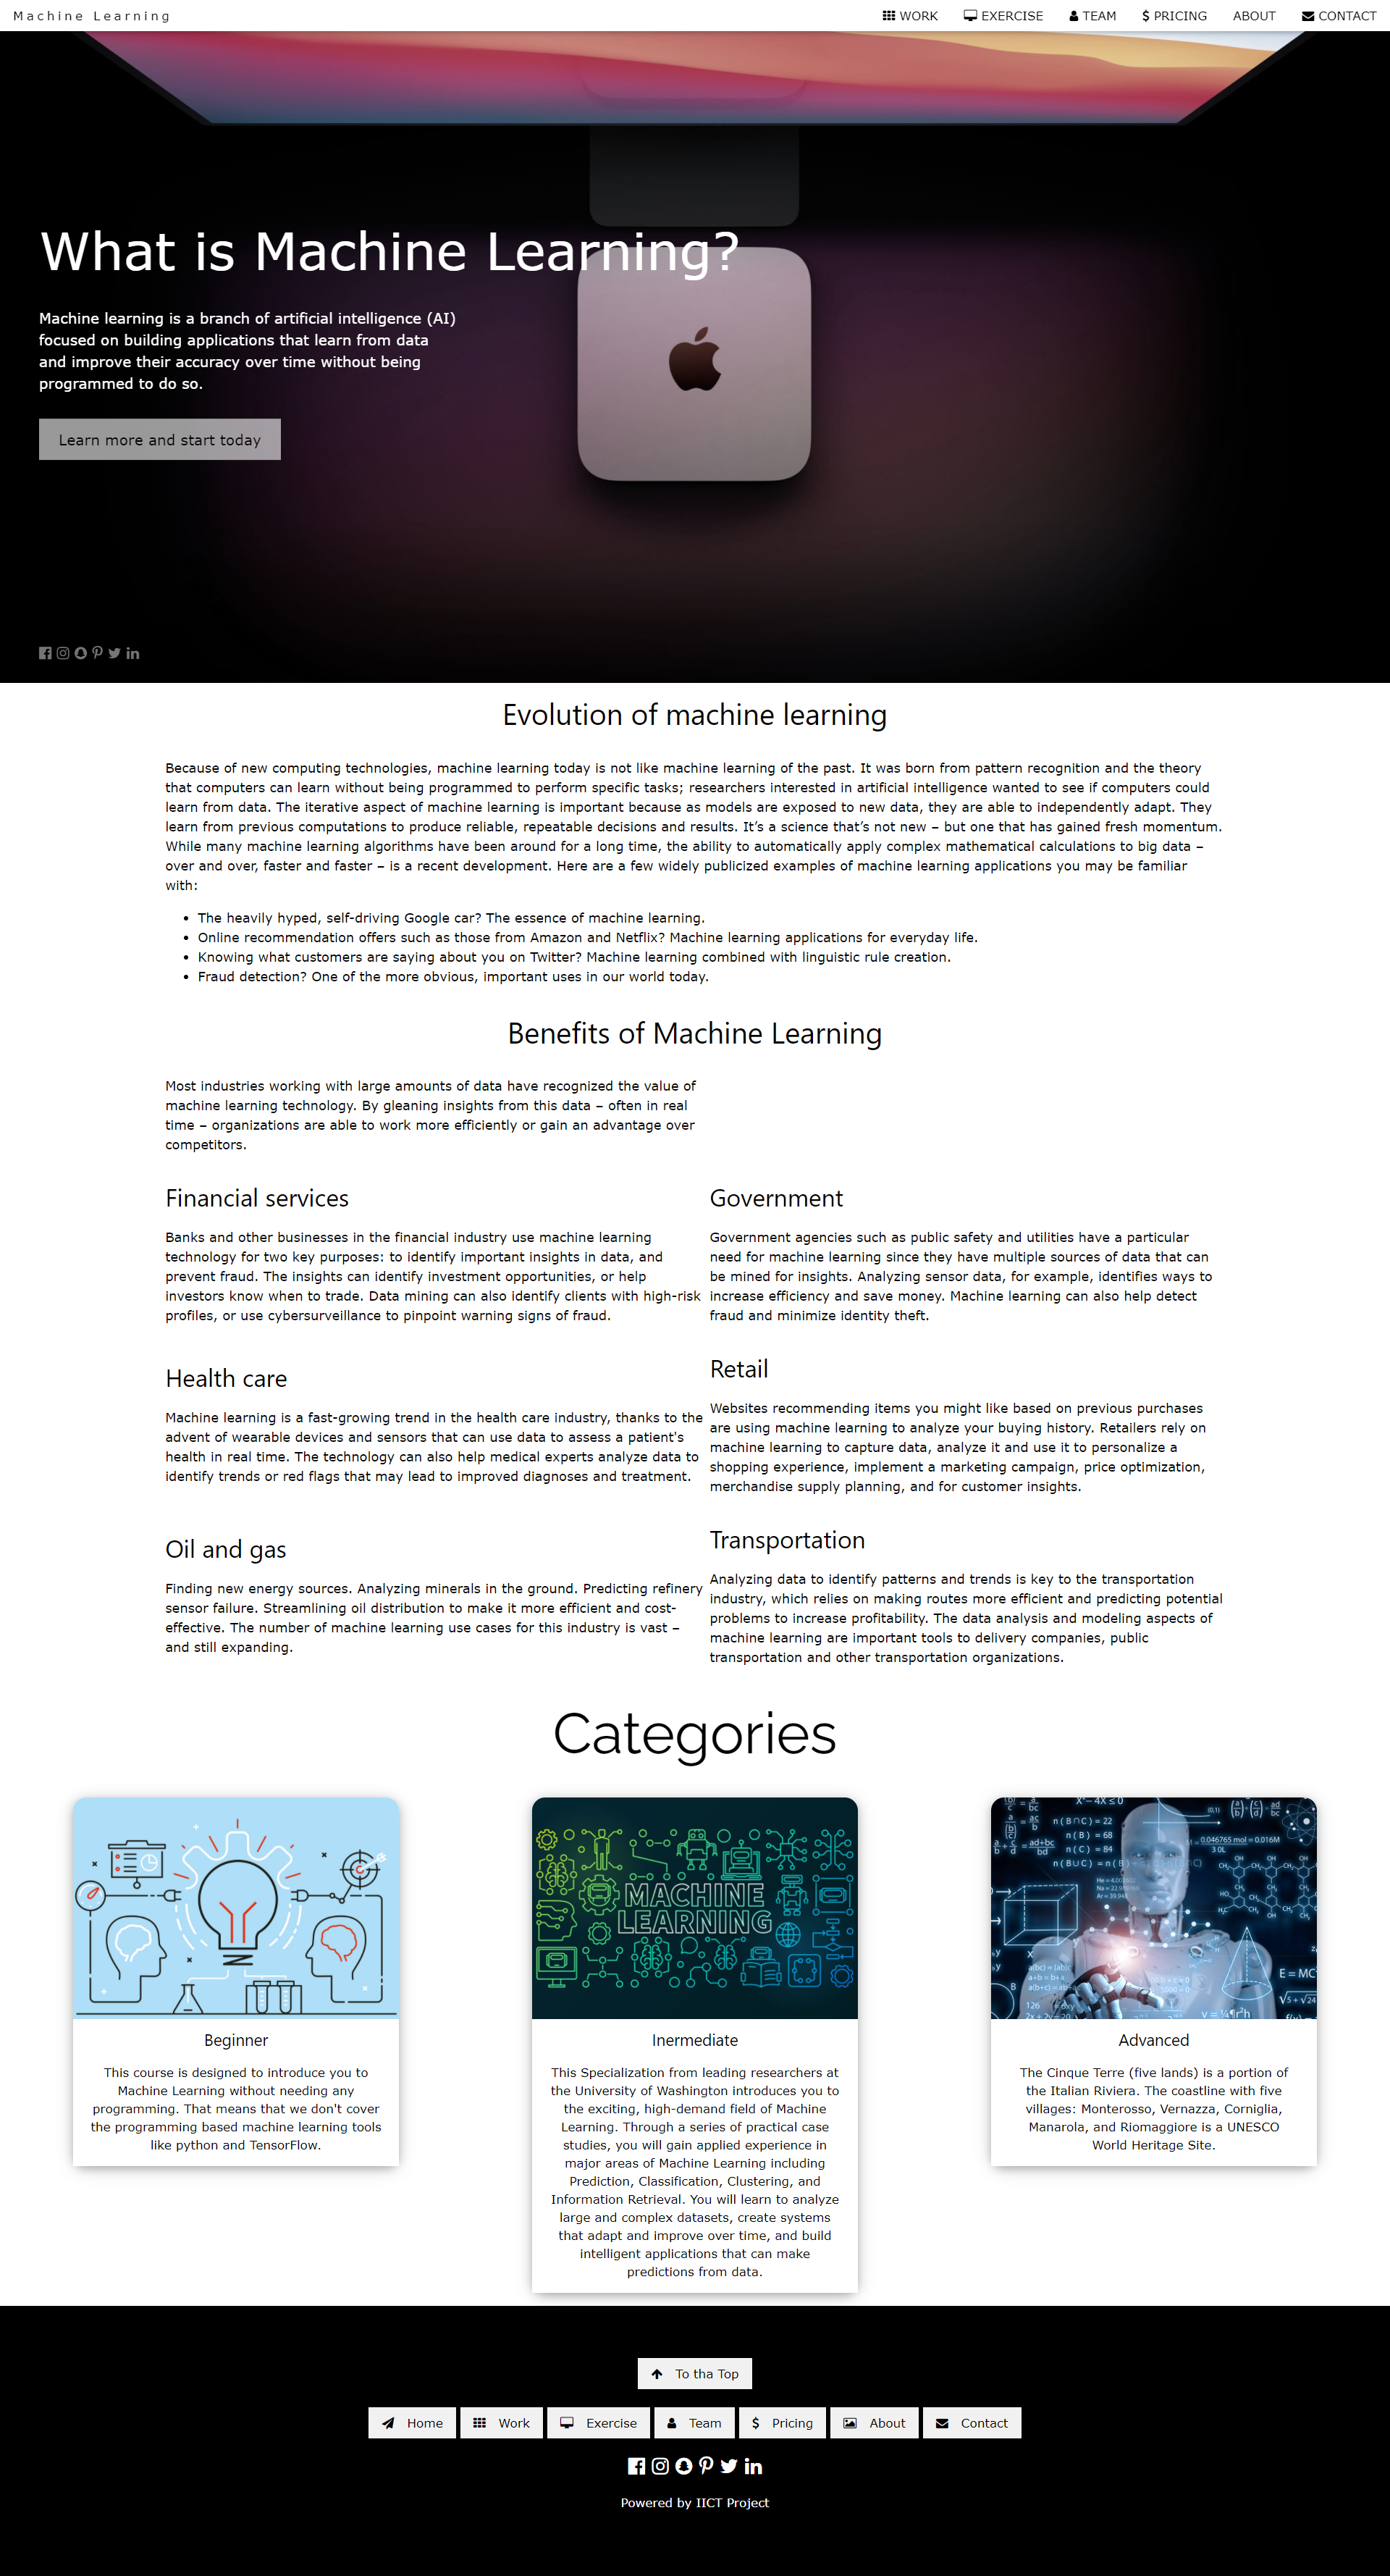 Machine Learning
WORK EXERCISE TEAM PRICING ABOUT CONTACT
What is Machine Learning?
Machine learning is a branch of artificial intelligence (AI)
focused on building applications that learn from data
and improve their accuracy over time without being
programmed to do so.
Learn more and start today
Evolution of machine learning
Because of new computing technologies, machine learning today is not like machine learning of the past. It was born from pattern recognition and the theory
that computers can learn without being programmed to perform specific tasks; researchers interested in artificial intelligence wanted to see if computers could
learn from data. The iterative aspect of machine learning is important because as models are exposed to new data, they are able to independently adapt. They
learn from previous computations to produce reliable, repeatable decisions and results. It’s a science that’s not new – but one that has gained fresh momentum.
While many machine learning algorithms have been around for a long time, the ability to automatically apply complex mathematical calculations to big data –
over and over, faster and faster – is a recent development. Here are a few widely publicized examples of machine learning applications you may be familiar
with:
• The heavily hyped, self-driving Google car? The essence of machine learning.
• Online recommendation offers such as those from Amazon and Netflix? Machine learning applications for everyday life.
• Knowing what customers are saying about you on Twitter? Machine learning combined with linguistic rule creation.
• Fraud detection? One of the more obvious, important uses in our world today.
Benefits of Machine Learning
Most industries working with large amounts of data have recognized the value of
machine learning technology. By gleaning insights from this data – often in real
time – organizations are able to work more efficiently or gain an advantage over
competitors.
Financial services
Banks and other businesses in the financial industry use machine learning
technology for two key purposes: to identify important insights in data, and
prevent fraud. The insights can identify investment opportunities, or help
investors know when to trade. Data mining can also identify clients with high-risk
profiles, or use cybersurveillance to pinpoint warning signs of fraud.
Government
Government agencies such as public safety and utilities have a particular
need for machine learning since they have multiple sources of data that can
be mined for insights. Analyzing sensor data, for example, identifies ways to
increase efficiency and save money. Machine learning can also help detect
fraud and minimize identity theft.
Health care
Machine learning is a fast-growing trend in the health care industry, thanks to the
advent of wearable devices and sensors that can use data to assess a patient's
health in real time. The technology can also help medical experts analyze data to
identify trends or red flags that may lead to improved diagnoses and treatment.
Retail
Websites recommending items you might like based on previous purchases
are using machine learning to analyze your buying history. Retailers rely on
machine learning to capture data, analyze it and use it to personalize a
shopping experience, implement a marketing campaign, price optimization,
merchandise supply planning, and for customer insights.
Oil and gas
Finding new energy sources. Analyzing minerals in the ground. Predicting refinery
sensor failure. Streamlining oil distribution to make it more efficient and cost-
effective. The number of machine learning use cases for this industry is vast –
and still expanding.
Transportation
Analyzing data to identify patterns and trends is key to the transportation
industry, which relies on making routes more efficient and predicting potential
problems to increase profitability. The data analysis and modeling aspects of
machine learning are important tools to delivery companies, public
transportation and other transportation organizations.
Categories
Beginner
This course is designed to introduce you to
Machine Learning without needing any
programming. That means that we don't cover
the programming based machine learning tools
like python and TensorFlow.
MACHINE
LEARNING
Inermediate
This Specialization from leading researchers at
the University of Washington introduces you to
the exciting, high-demand field of Machine
Learning. Through a series of practical case
studies, you will gain applied experience in
major areas of Machine Learning including
Prediction, Classification, Clustering, and
Information Retrieval. You will learn to analyze
large and complex datasets, create systems
that adapt and improve over time, and build
intelligent applications that can make
predictions from data.
X²- 4X ≤ 0
n ( B ∩ C ) = 22
n ( B ) = 68
n ( C ) = 84
0.046765 mol = 0.016M
3.0L
E = MC
Advanced
The Cinque Terre (five lands) is a portion of
the Italian Riviera. The coastline with five
villages: Monterosso, Vernazza, Corniglia,
Manarola, and Riomaggiore is a UNESCO
World Heritage Site.
To tha Top
Home Work Exercise Team Pricing About Contact
Powered by IICT Project